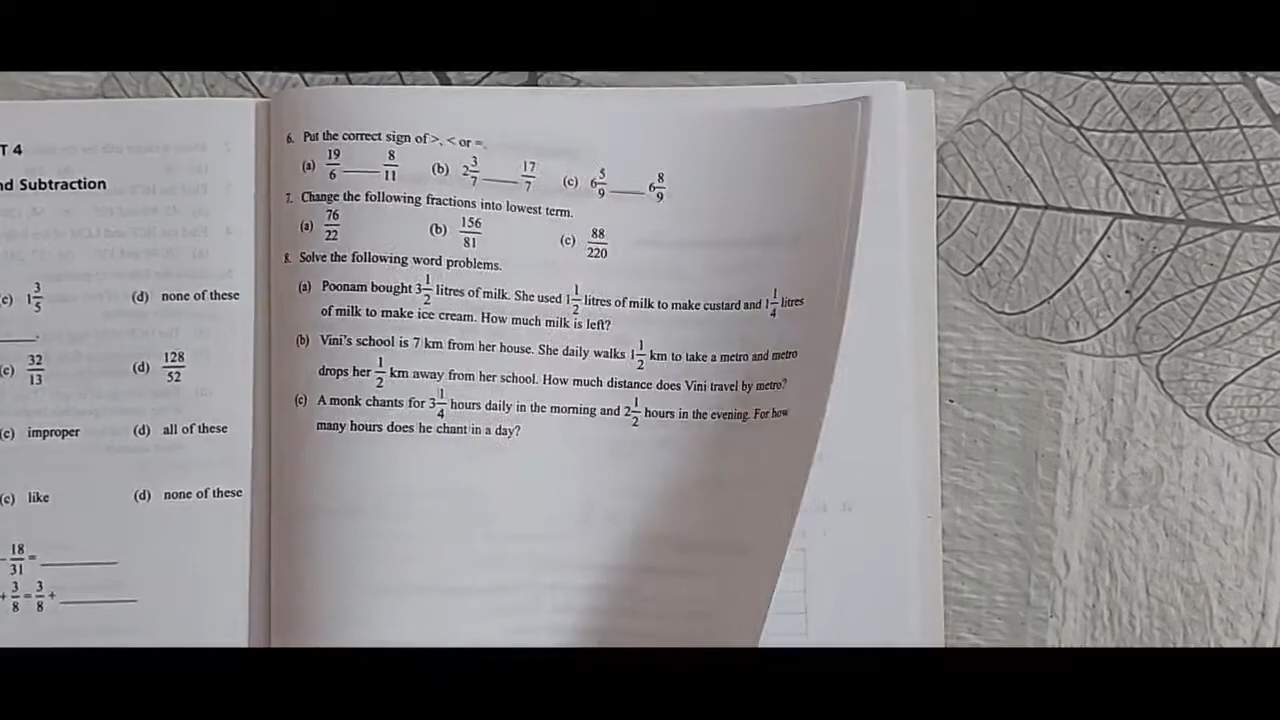 T 4
nd Subtraction
(c) 1 3/5 (d) none of these
____.
(c) 32/13 (d) 128/52
(c) improper (d) all of these
(c) like (d) none of these
- 18/31 = ____
+ 3/8 = 3/8 + ____
6. Put the correct sign of >, < or =.
(a) 19/6 ____ 8/11 (b) 2 3/7 ____ 17/7 (c) 6 5/9 ____ 6 8/9
7. Change the following fractions into lowest term.
(a) 76/22 (b) 156/81 (c) 88/220
8. Solve the following word problems.
(a) Poonam bought 3 1/2 litres of milk. She used 1 1/2 litres of milk to make custard and 1 1/4 litres
of milk to make ice cream. How much milk is left?
(b) Vini's school is 7 km from her house. She daily walks 1 1/2 km to take a metro and metro
drops her 1/2 km away from her school. How much distance does Vini travel by metro?
(c) A monk chants for 3 1/4 hours daily in the morning and 2 1/2 hours in the evening. For how
many hours does he chant in a day?